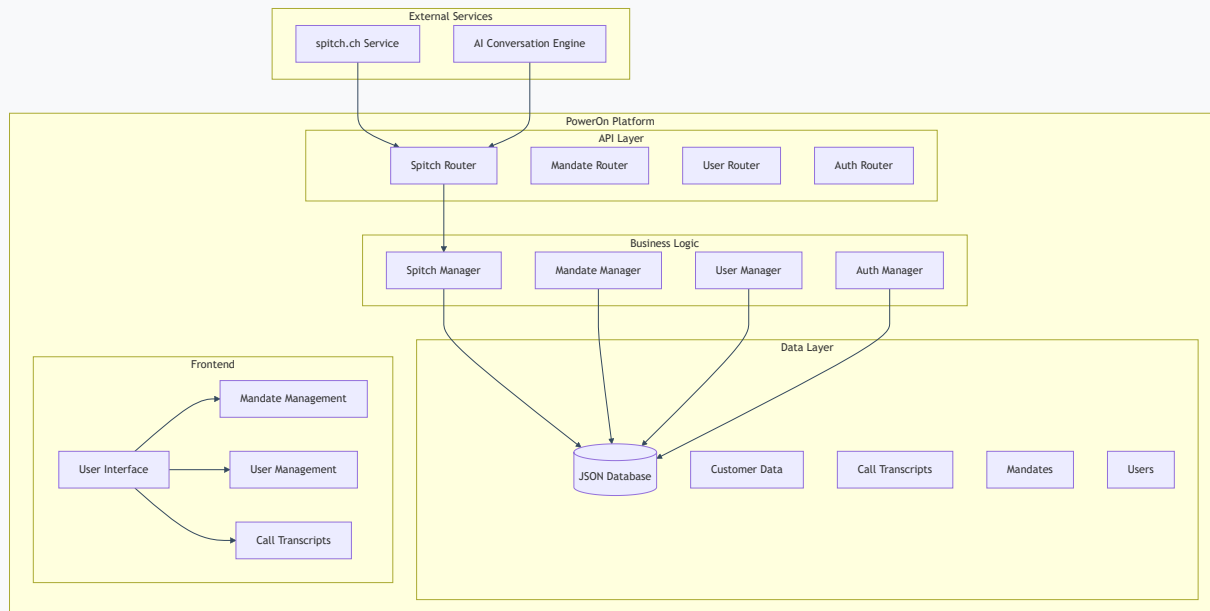 External Services
spitch.ch Service
AI Conversation Engine
PowerOn Platform
API Layer
Spitch Router
Mandate Router
User Router
Auth Router
Business Logic
Spitch Manager
Mandate Manager
User Manager
Auth Manager
Frontend
Mandate Management
User Interface
User Management
Call Transcripts
Data Layer
JSON Database
Customer Data
Call Transcripts
Mandates
Users